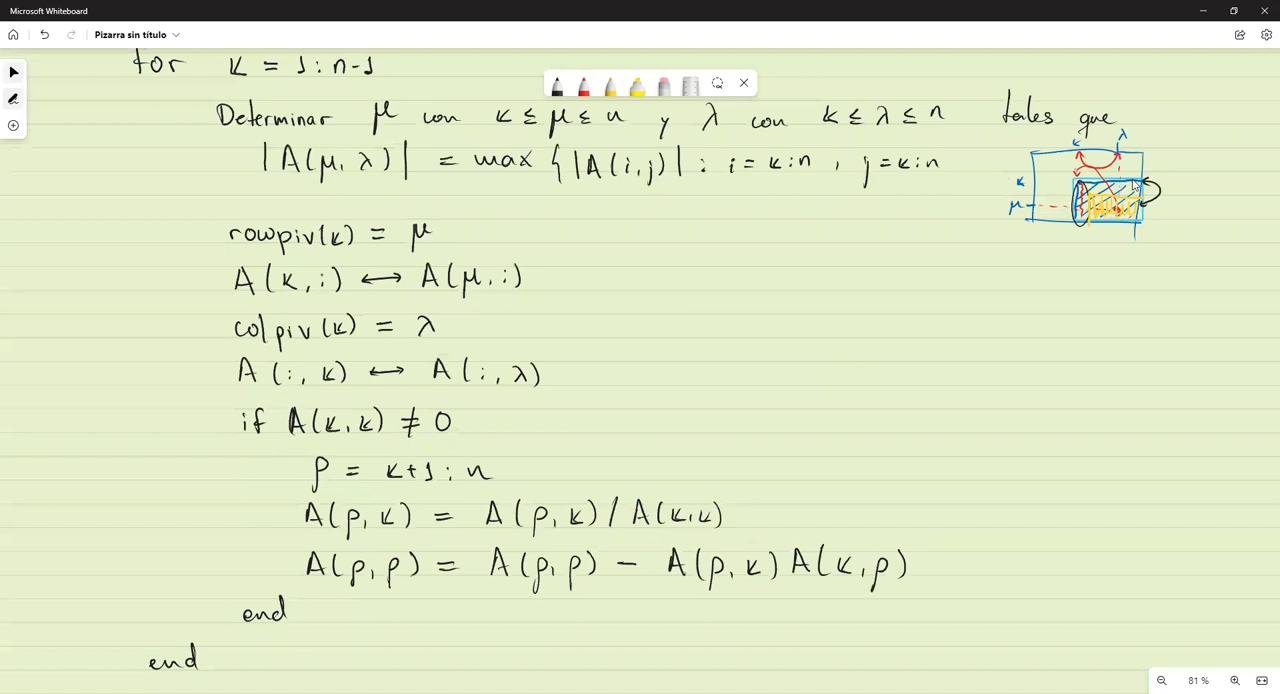 Microsoft Whiteboard
Pizarra sin título
for k = 1:n-1
Determinar μ con k ≤ μ ≤ n y λ con k ≤ λ ≤ n tales que
|A(μ, λ)| = max {|A(i,j)| : i = k:n , j = k:n
k λ
k
μ
rowpiv(k) = μ
A(k, :) ↔ A(μ, :)
colpiv(k) = λ
A(:, k) ↔ A(:, λ)
if A(k,k) ≠ 0
ρ = k+1 : n
A(ρ, k) = A(ρ, k) / A(k,k)
A(ρ, ρ) = A(ρ, ρ) - A(ρ, k) A(k, ρ)
end
end
81 %